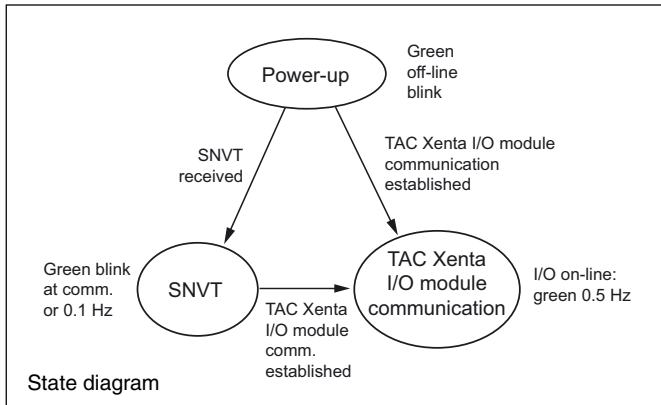 Power-up
Green
off-line
blink
SNVT
received
TAC Xenta I/O module
communication
established
Green blink
at comm.
or 0.1 Hz
SNVT
TAC Xenta
I/O module
comm.
established
TAC Xenta
I/O module
communication
I/O on-line:
green 0.5 Hz
State diagram